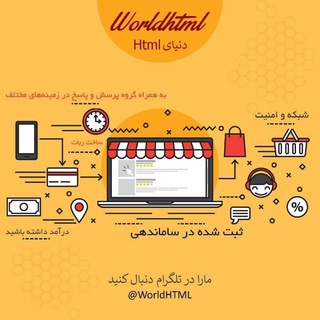 Worldhtml
دنیای Html
به همراه گروه پرسش و پاسخ در زمینه‌های مختلف
شبکه و امنیت
ساخت ربات
درآمد داشته باشید
ثبت شده در ساماندهی
مارا در تلگرام دنبال کنید
@WorldHTML